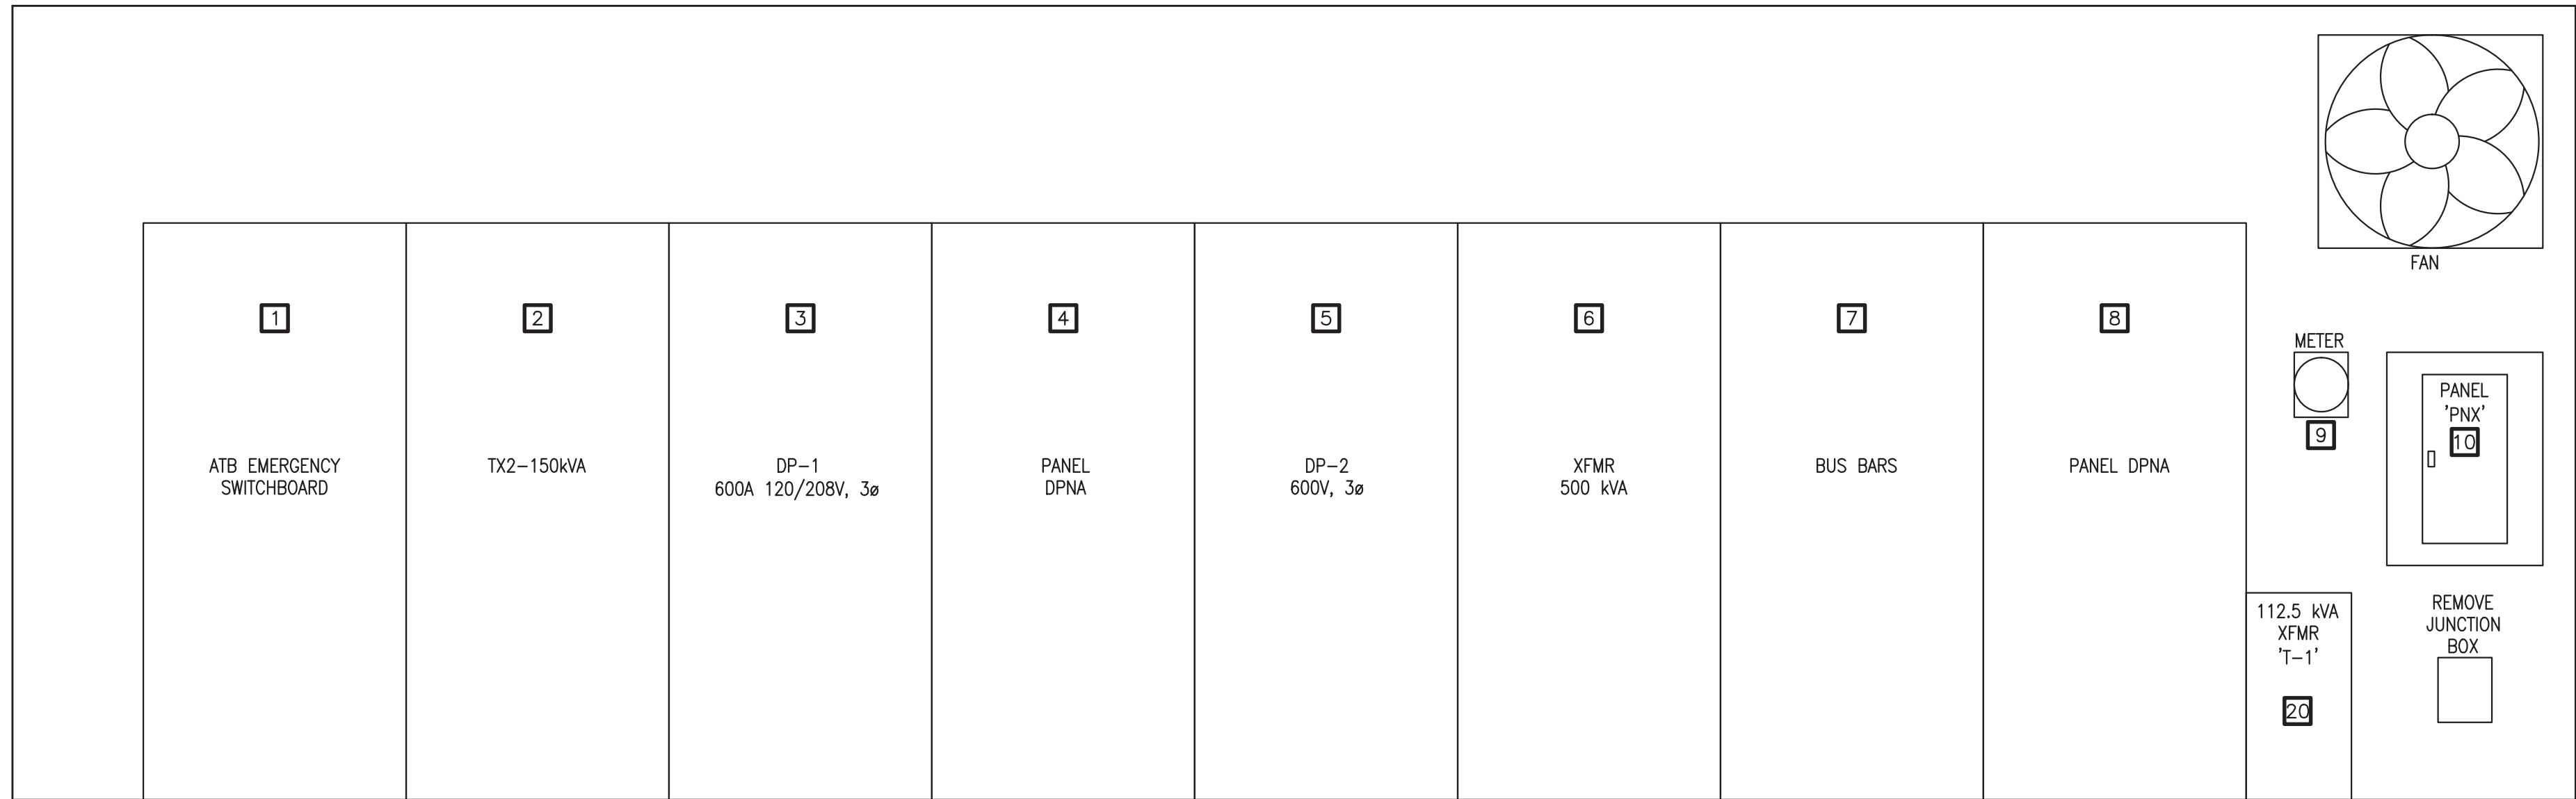 FAN
1
2
3
4
5
6
7
8
METER
9
PANEL
'PNX'
10
ATB EMERGENCY
SWITCHBOARD
TX2-150kVA
DP-1
600A 120/208V, 3ø
PANEL
DPNA
DP-2
600V, 3ø
XFMR
500 kVA
BUS BARS
PANEL DPNA
112.5 kVA
XFMR
'T-1'
20
REMOVE
JUNCTION
BOX